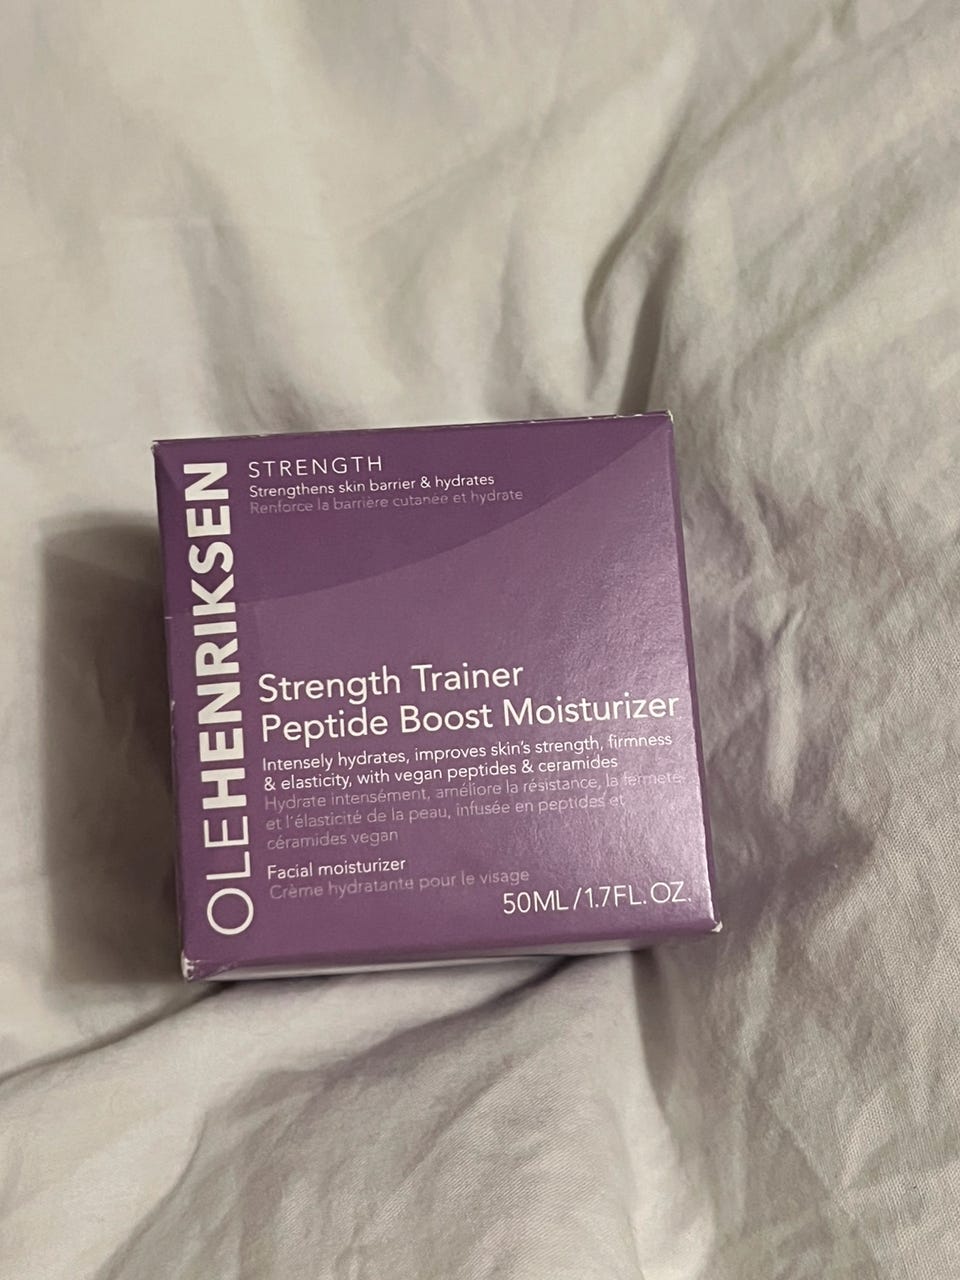 OLEHENRIKSEN
STRENGTH
Strengthens skin barrier & hydrates
Renforce la barrière cutanée et hydrate
Strength Trainer
Peptide Boost Moisturizer
Intensely hydrates, improves skin's strength, firmness
& elasticity, with vegan peptides & ceramides
Hydrate intensément, améliore la résistance, la fermeté
et l'élasticité de la peau, infusée en peptides et
céramides vegan
Facial moisturizer
Crème hydratante pour le visage
50ML/1.7FL. OZ.